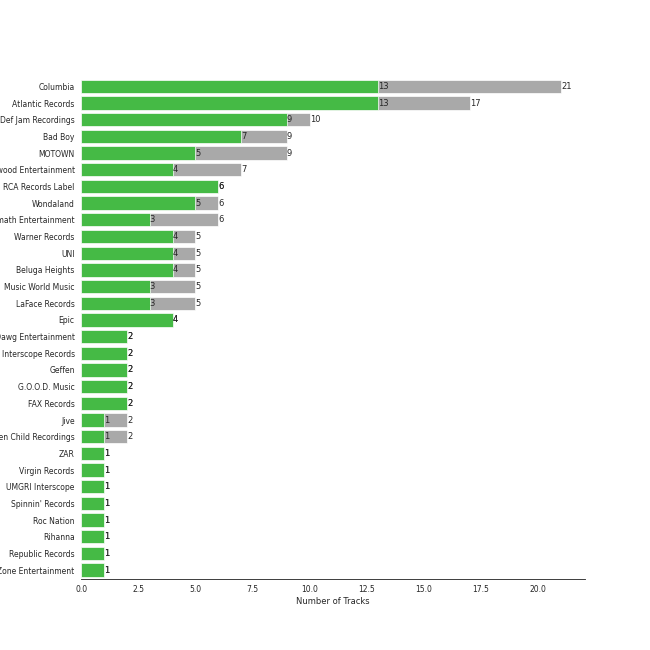 Columbia 13 21
Atlantic Records 13 17
Def Jam Recordings 9 10
Bad Boy 7 9
MOTOWN 5 9
wood Entertainment 4 7
RCA Records Label 6
Wondaland 5 6
math Entertainment 3 6
Warner Records 4 5
UNI 4 5
Beluga Heights 4 5
Music World Music 3 5
LaFace Records 3 5
Epic 4
Dawg Entertainment 2
Interscope Records 2
Geffen 2
G.O.O.D. Music 2
FAX Records 2
Jive 1 2
en Child Recordings 1 2
ZAR 1
Virgin Records 1
UMGRI Interscope 1
Spinnin' Records 1
Roc Nation 1
Rihanna 1
Republic Records 1
Zone Entertainment 1
0.0 2.5 5.0 7.5 10.0 12.5 15.0 17.5 20.0
Number of Tracks